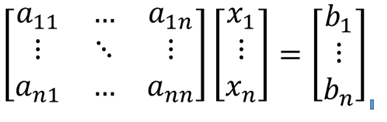 a₁₁ … a₁ₙ x₁ b₁
⋮ ⋱ ⋮ ⋮ = ⋮
aₙ₁ … aₙₙ xₙ bₙ